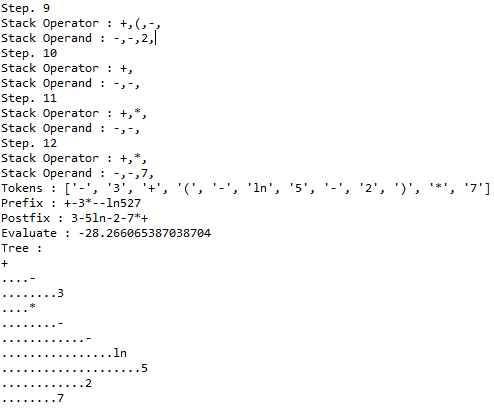 Step. 9
Stack Operator : +,(,-,
Stack Operand : -,-,2,
Step. 10
Stack Operator : +,
Stack Operand : -,-,
Step. 11
Stack Operator : +,*,
Stack Operand : -,-,
Step. 12
Stack Operator : +,*,
Stack Operand : -,-,7,
Tokens : ['-', '3', '+', '(', '-', 'ln', '5', '-', '2', ')', '*', '7']
Prefix : +-3*--ln527
Postfix : 3-5ln-2-7*+
Evaluate : -28.266065387038704
Tree :
+
....-
........3
....*
........-
............-
................ln
....................5
............2
........7